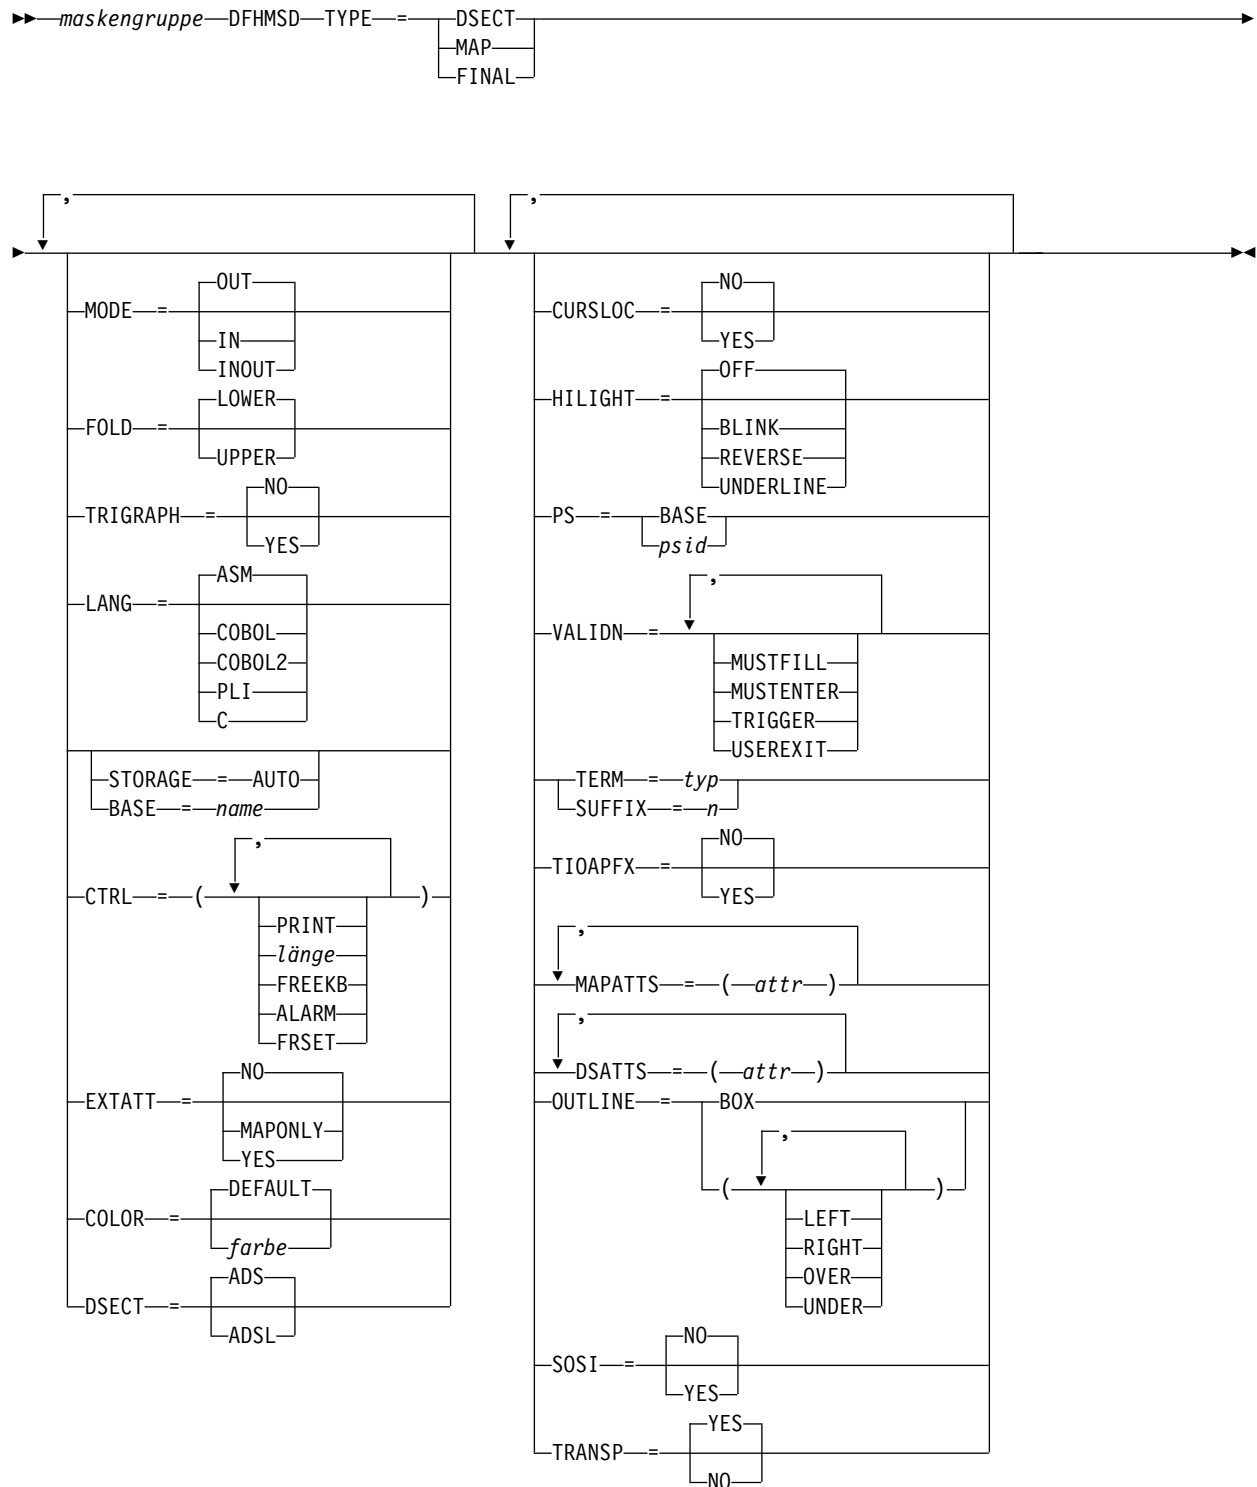 maskengruppe DFHMSD TYPE = DSECT
MAP
FINAL
,
MODE = OUT
IN
INOUT
FOLD = LOWER
UPPER
TRIGRAPH = NO
YES
LANG = ASM
COBOL
COBOL2
PLI
C
STORAGE = AUTO
BASE = name
CTRL = ( , )
PRINT
länge
FREEKB
ALARM
FRSET
EXTATT = NO
MAPONLY
YES
COLOR = DEFAULT
farbe
DSECT = ADS
ADSL
,
CURSLOC = NO
YES
HILIGHT = OFF
BLINK
REVERSE
UNDERLINE
PS = BASE
psid
VALIDN = ,
MUSTFILL
MUSTENTER
TRIGGER
USEREXIT
TERM = typ
SUFFIX = n
TIOAPFX = NO
YES
,
MAPATTS = ( attr )
,
DSATTS = ( attr )
OUTLINE = BOX
( , )
LEFT
RIGHT
OVER
UNDER
SOSI = NO
YES
TRANSP = YES
NO